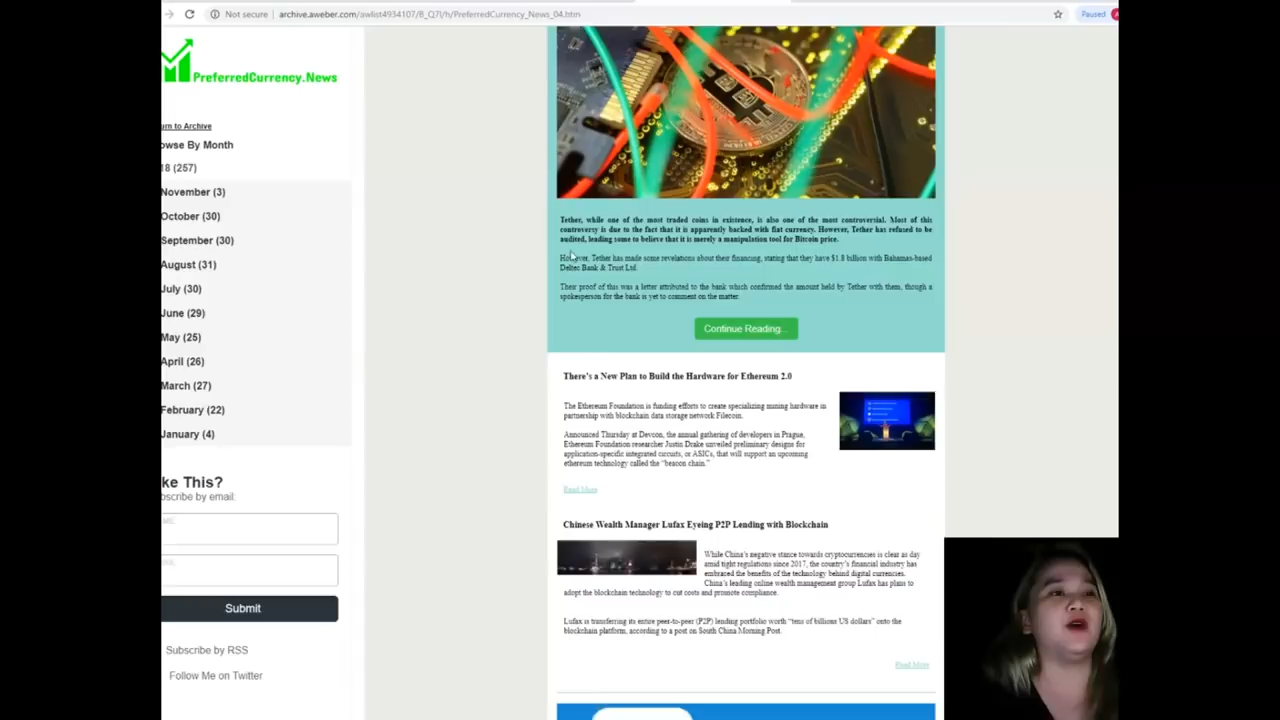 Not secure
archive.aweber.com/awlist4934107/B_Q7I/h/PreferredCurrency_News_04.htm
Paused
PreferredCurrency.News
urn to Archive
owse By Month
18 (257)
November (3)
October (30)
September (30)
August (31)
July (30)
June (29)
May (25)
April (26)
March (27)
February (22)
January (4)
ke This?
bscribe by email:
Submit
Subscribe by RSS
Follow Me on Twitter
Tether, while one of the most traded coins in existence, is also one of the most controversial. Most of this
controversy is due to the fact that it is apparently backed with fiat currency. However, Tether has refused to be
audited, leading some to believe that it is merely a manipulation tool for Bitcoin price.
However, Tether has made some revelations about their financing, stating that they have $1.8 billion with Bahamas-based
Deltec Bank & Trust Ltd.
Their proof of this was a letter attributed to the bank which confirmed the amount held by Tether with them, though a
spokesperson for the bank is yet to comment on the matter.
Continue Reading...
There's a New Plan to Build the Hardware for Ethereum 2.0
The Ethereum Foundation is funding efforts to create specializing mining hardware in
partnership with blockchain data storage network Filecoin.
Announced Thursday at Devcon, the annual gathering of developers in Prague,
Ethereum Foundation researcher Justin Drake unveiled preliminary designs for
application-specific integrated circuits, or ASICs, that will support an upcoming
ethereum technology called the "beacon chain."
Read More
Chinese Wealth Manager Lufax Eyeing P2P Lending with Blockchain
While China's negative stance towards cryptocurrencies is clear as day
amid tight regulations since 2017, the country's financial industry has
embraced the benefits of the technology behind digital currencies.
China's leading online wealth management group Lufax has plans to
adopt the blockchain technology to cut costs and promote compliance.
Lufax is transferring its entire peer-to-peer (P2P) lending portfolio worth "tens of billions US dollars" onto the
blockchain platform, according to a post on South China Morning Post.
Read More